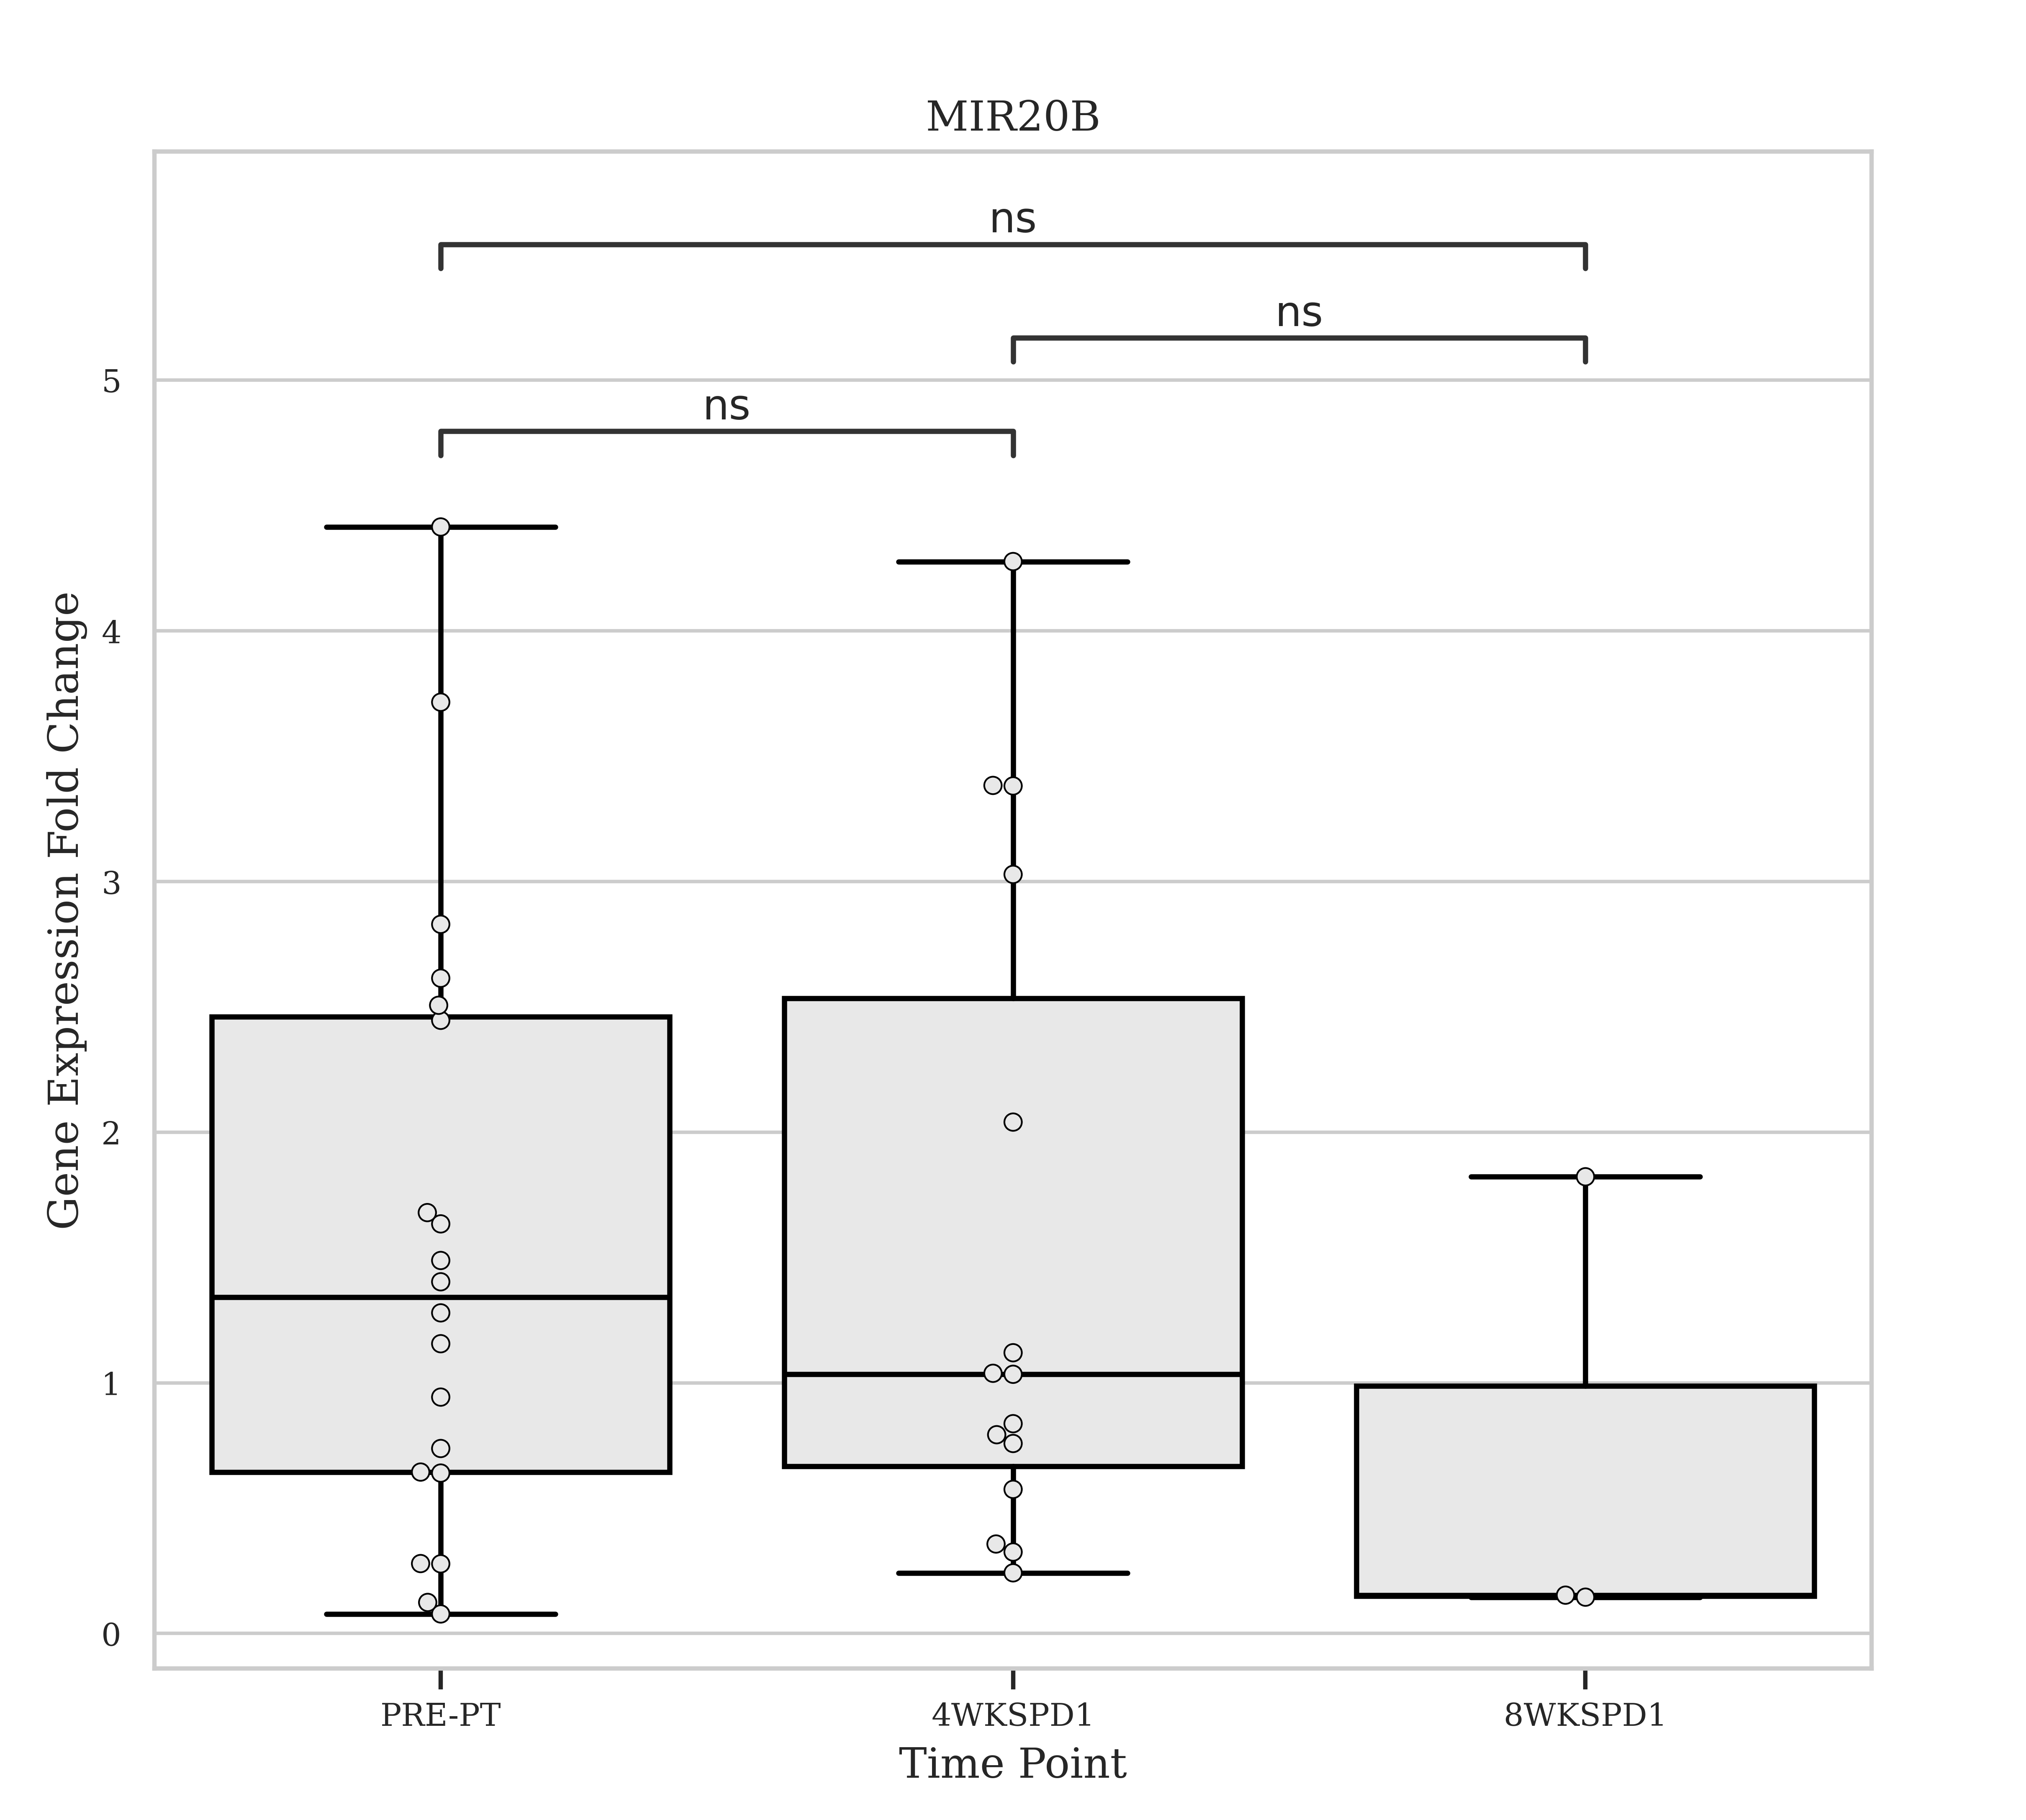 MIR20B
ns
ns
ns
Gene Expression Fold Change
5
4
3
2
1
0
PRE-PT
4WKSPD1
8WKSPD1
Time Point